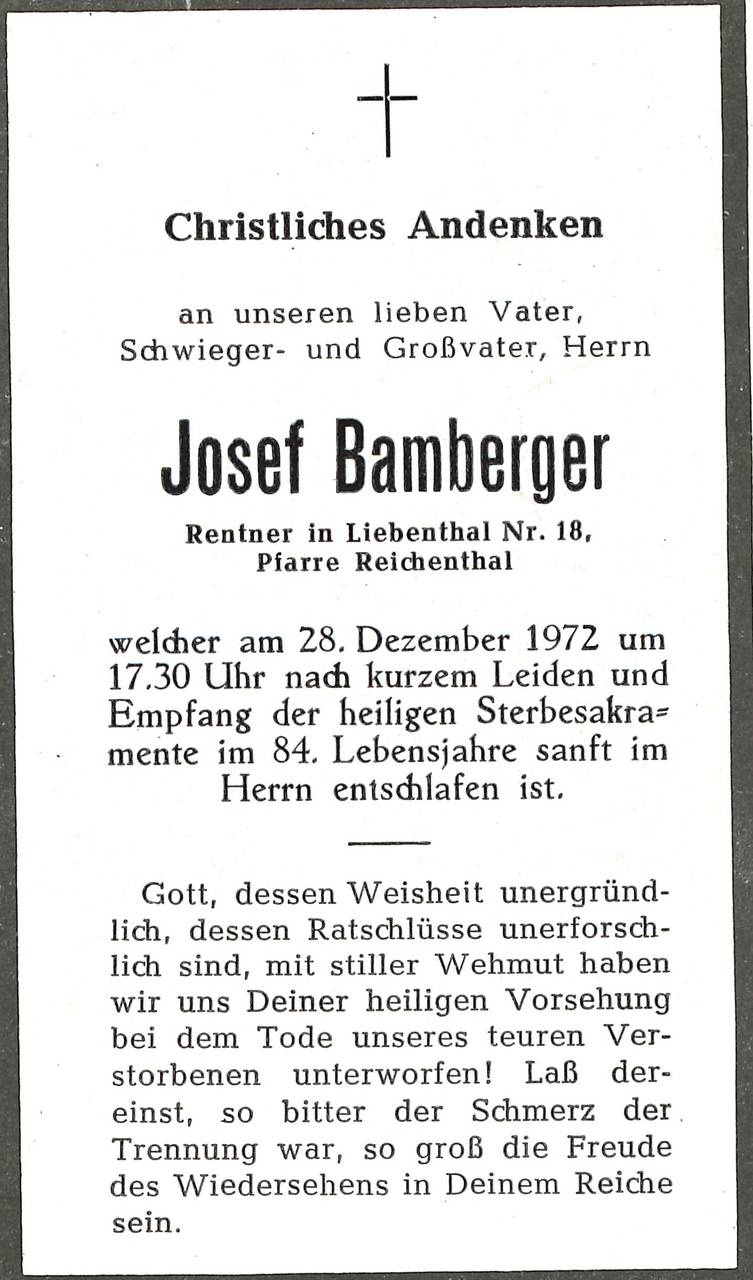 Christliches Andenken
an unseren lieben Vater,
Schwieger- und Großvater, Herrn
Josef Bamberger
Rentner in Liebenthal Nr. 18,
Pfarre Reichenthal
welcher am 28. Dezember 1972 um
17.30 Uhr nach kurzem Leiden und
Empfang der heiligen Sterbesakra-
mente im 84. Lebensjahre sanft im
Herrn entschlafen ist.
Gott, dessen Weisheit unergründ-
lich, dessen Ratschlüsse unerforsch-
lich sind, mit stiller Wehmut haben
wir uns Deiner heiligen Vorsehung
bei dem Tode unseres teuren Ver-
storbenen unterworfen! Laß der-
einst, so bitter der Schmerz der
Trennung war, so groß die Freude
des Wiedersehens in Deinem Reiche
sein.